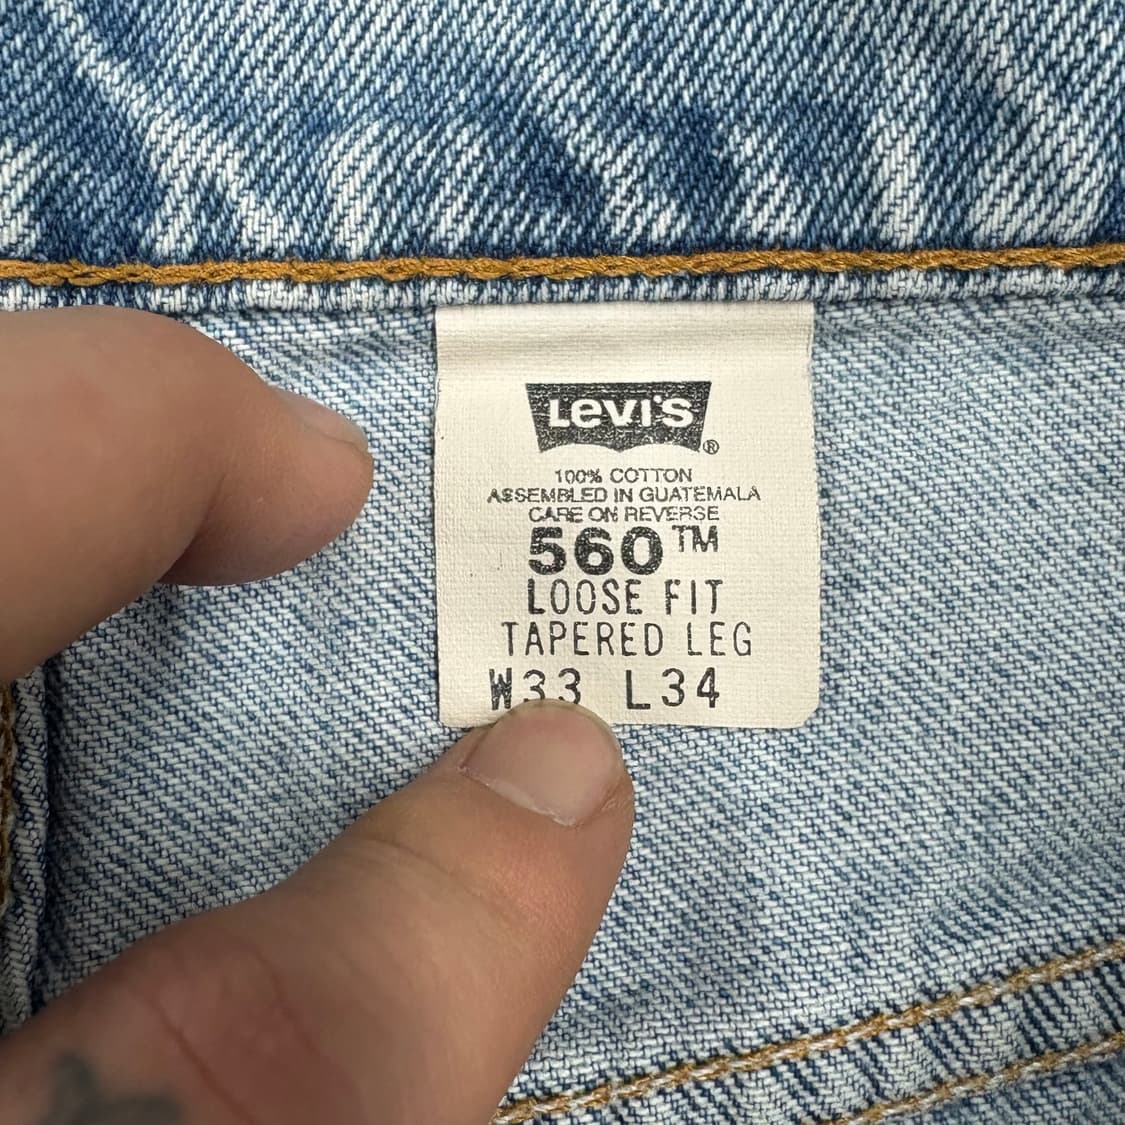 LEVI'S®
100% COTTON
ASSEMBLED IN GUATEMALA
CARE ON REVERSE
560™
LOOSE FIT
TAPERED LEG
W33 L34